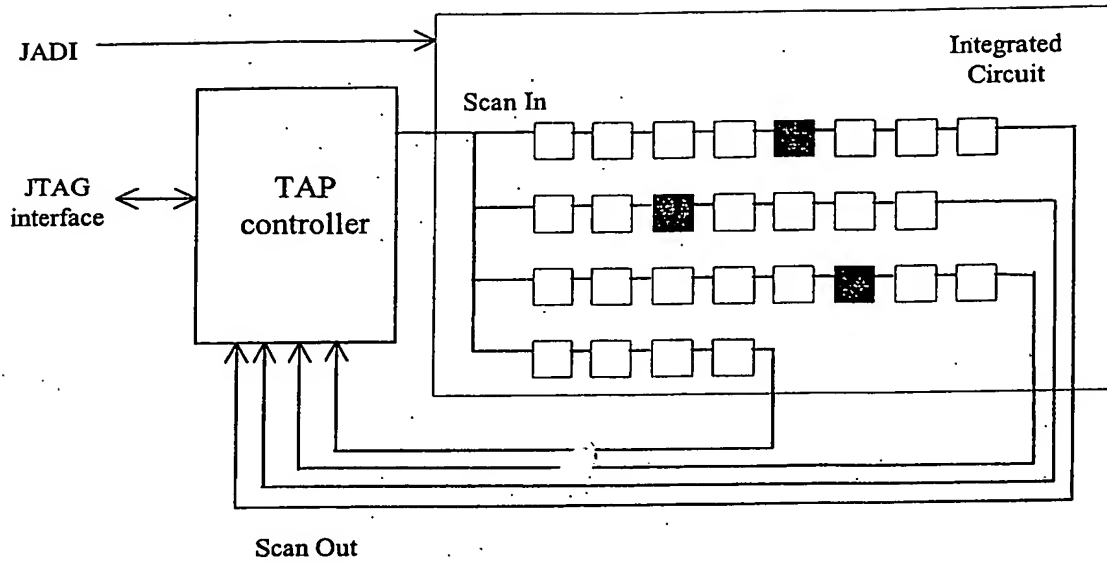 JADI
Integrated
Circuit
Scan In
JTAG
interface
TAP
controller
Scan Out